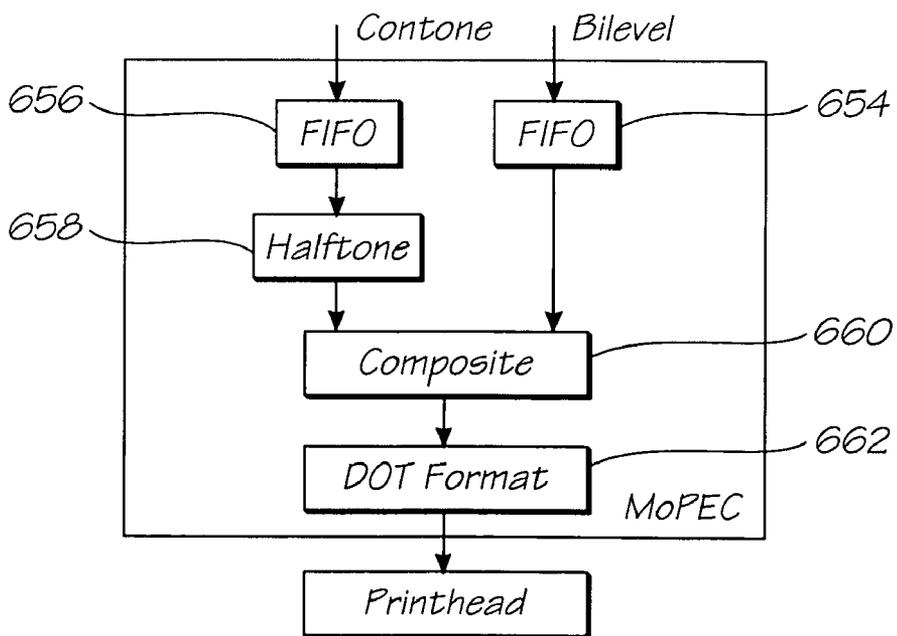 Contone
Bilevel
656
FIFO
FIFO
654
658
Halftone
Composite
660
DOT Format
662
MoPEC
Printhead